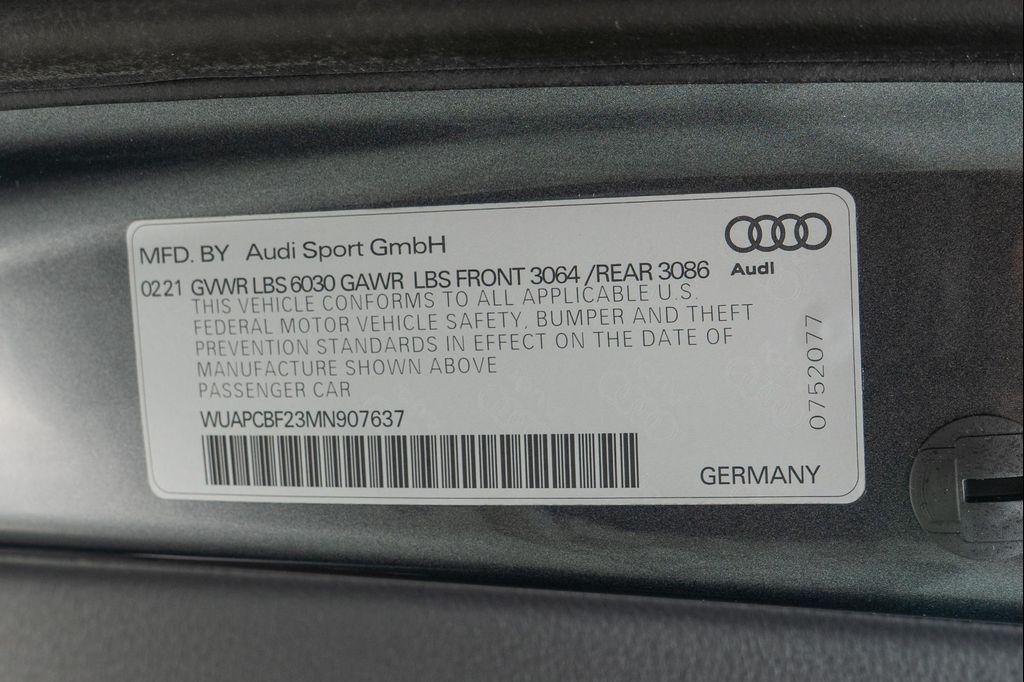 MFD. BY Audi Sport GmbH
Audi
0221 GVWR LBS 6030 GAWR LBS FRONT 3064 /REAR 3086
THIS VEHICLE CONFORMS TO ALL APPLICABLE U.S.
FEDERAL MOTOR VEHICLE SAFETY, BUMPER AND THEFT
PREVENTION STANDARDS IN EFFECT ON THE DATE OF
MANUFACTURE SHOWN ABOVE
PASSENGER CAR
WUAPCBF23MN907637
0752077
GERMANY